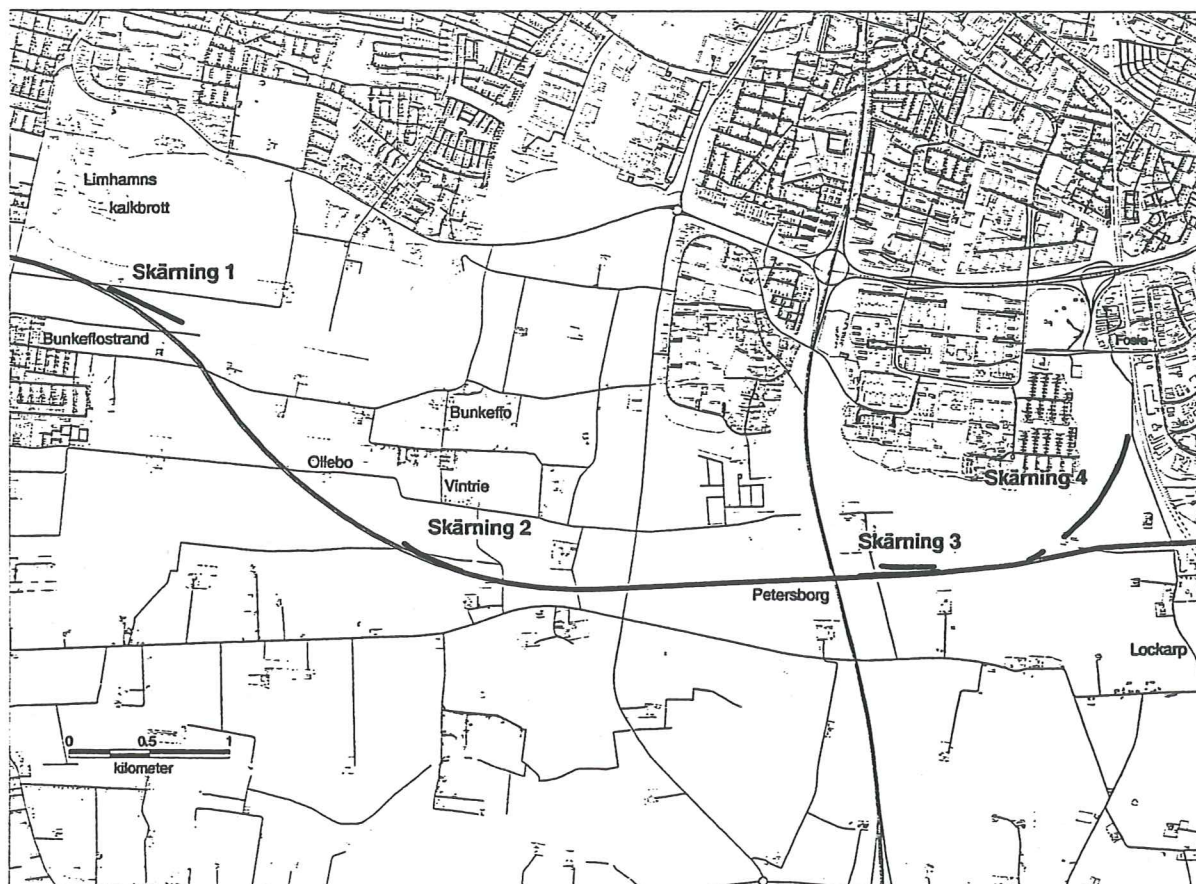 Limhamns
kalkbrott
Skärning 1
Bunkeflostrand
Fosie
Bunkeflo
Ollebo
Vintrie
Skärning 4
Skärning 2
Skärning 3
Petersborg
Lockarp
0 0.5 1
kilometer